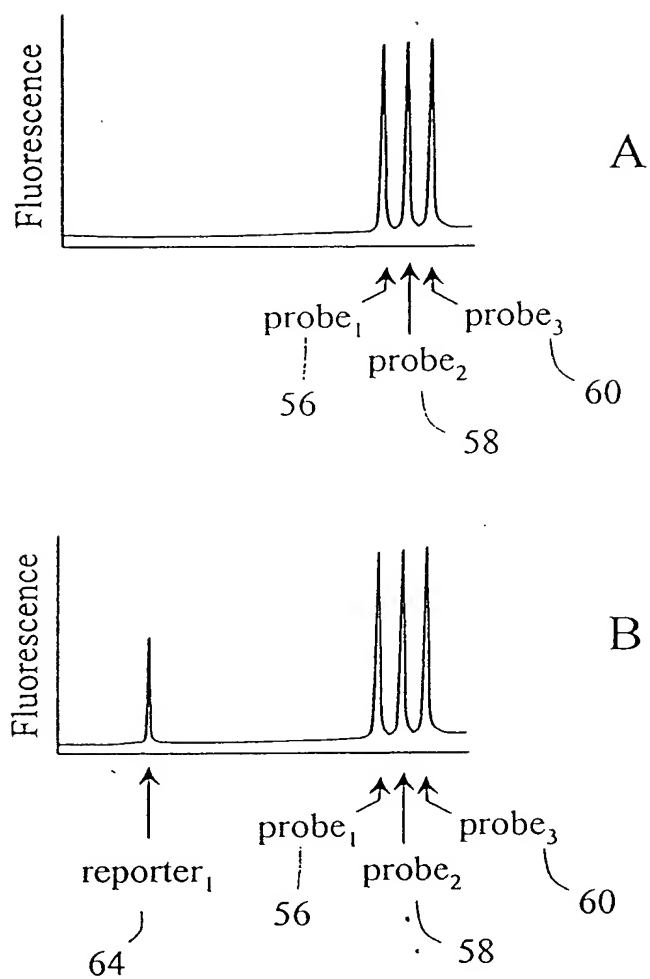 Fluorescence
A
probe₁
probe₃
probe₂
56
60
58
Fluorescence
B
probe₁
probe₃
reporter₁
probe₂
56
60
64
58